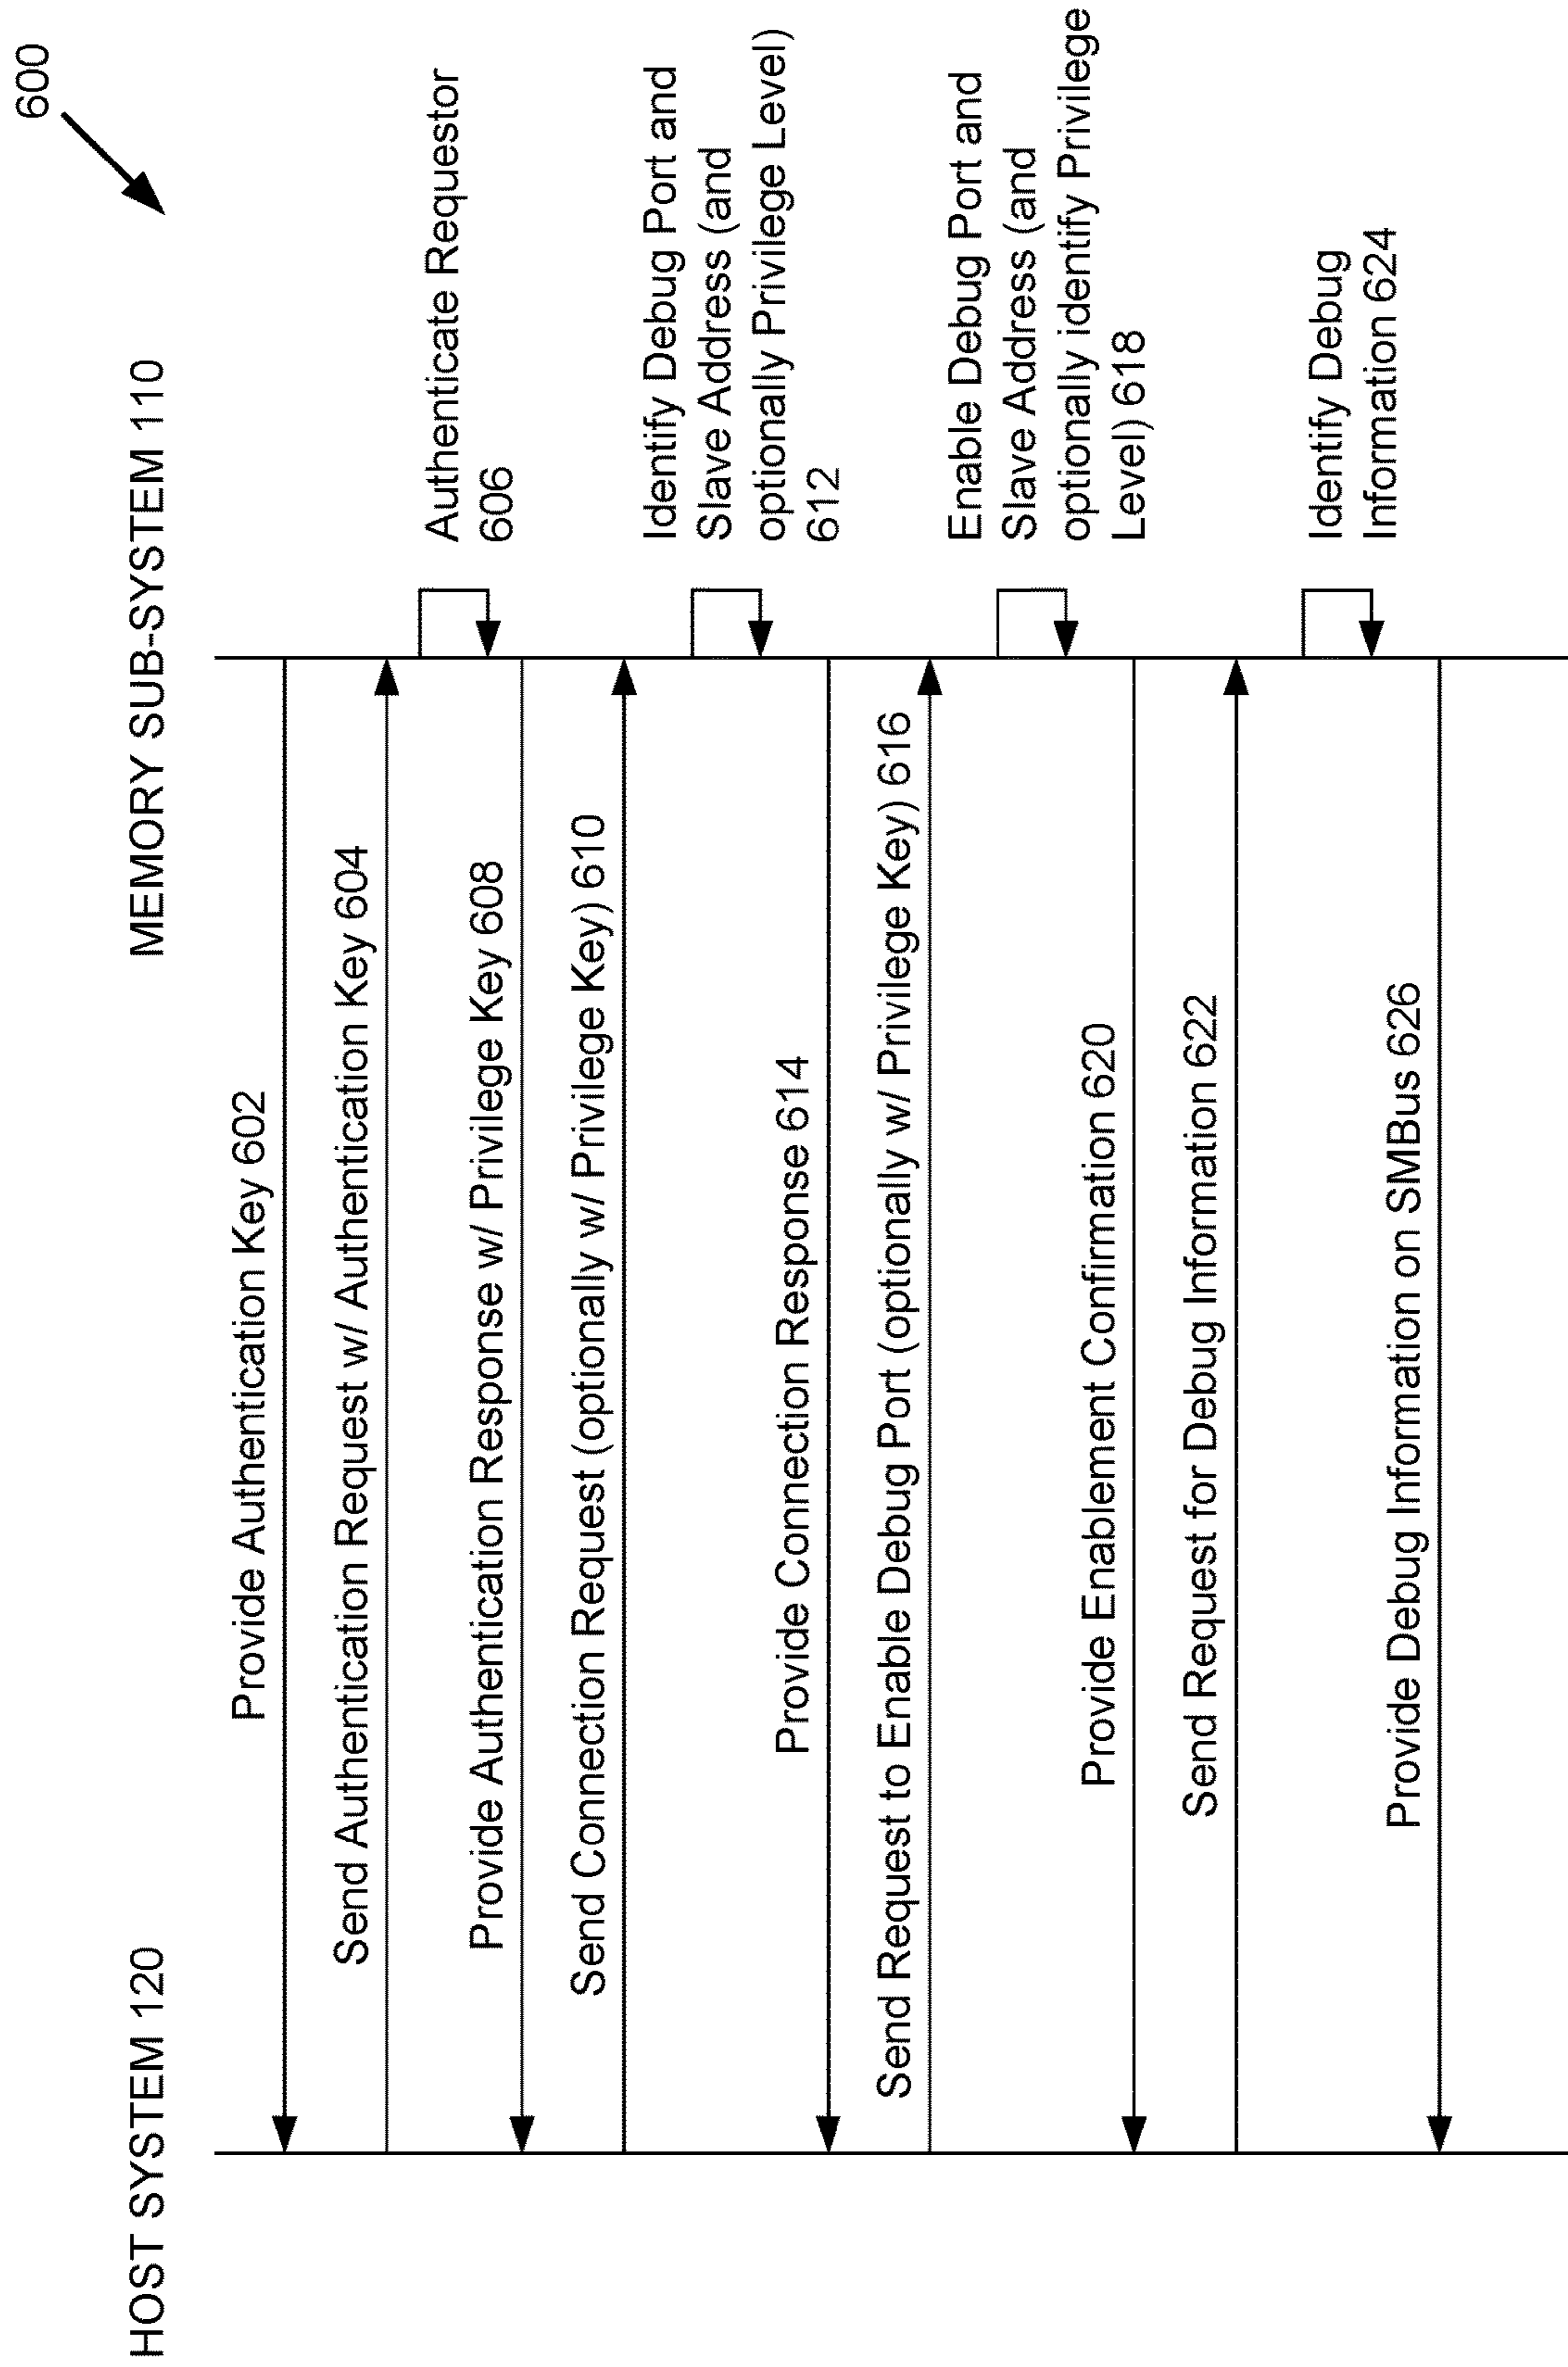 600
HOST SYSTEM 120
MEMORY SUB-SYSTEM 110
Provide Authentication Key 602
Send Authentication Request w/ Authentication Key 604
Authenticate Requestor
606
Provide Authentication Response w/ Privilege Key 608
Send Connection Request (optionally w/ Privilege Key) 610
Identify Debug Port and
Slave Address (and
optionally Privilege Level)
612
Provide Connection Response 614
Send Request to Enable Debug Port (optionally w/ Privilege Key) 616
Enable Debug Port and
Slave Address (and
optionally identify Privilege
Level) 618
Provide Enablement Confirmation 620
Send Request for Debug Information 622
Identify Debug
Information 624
Provide Debug Information on SMBus 626